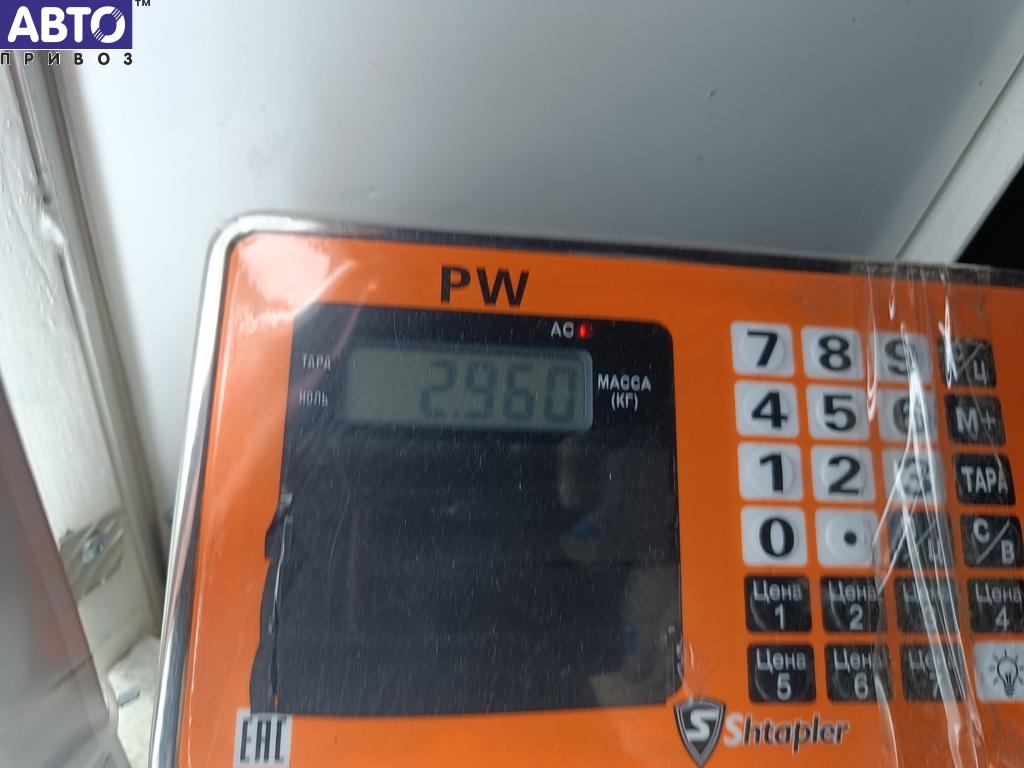 АВТО™
ПРИВОЗ
PW
AC
ТАРА
НОЛЬ
2.960
МАССА
(КГ)
7 8 9
4 5 6 M+
1 2 3 ТАРА
0 . С/В
Цена 1 Цена 2 Цена 4
Цена 5 Цена 6
EAC
S Shtapler